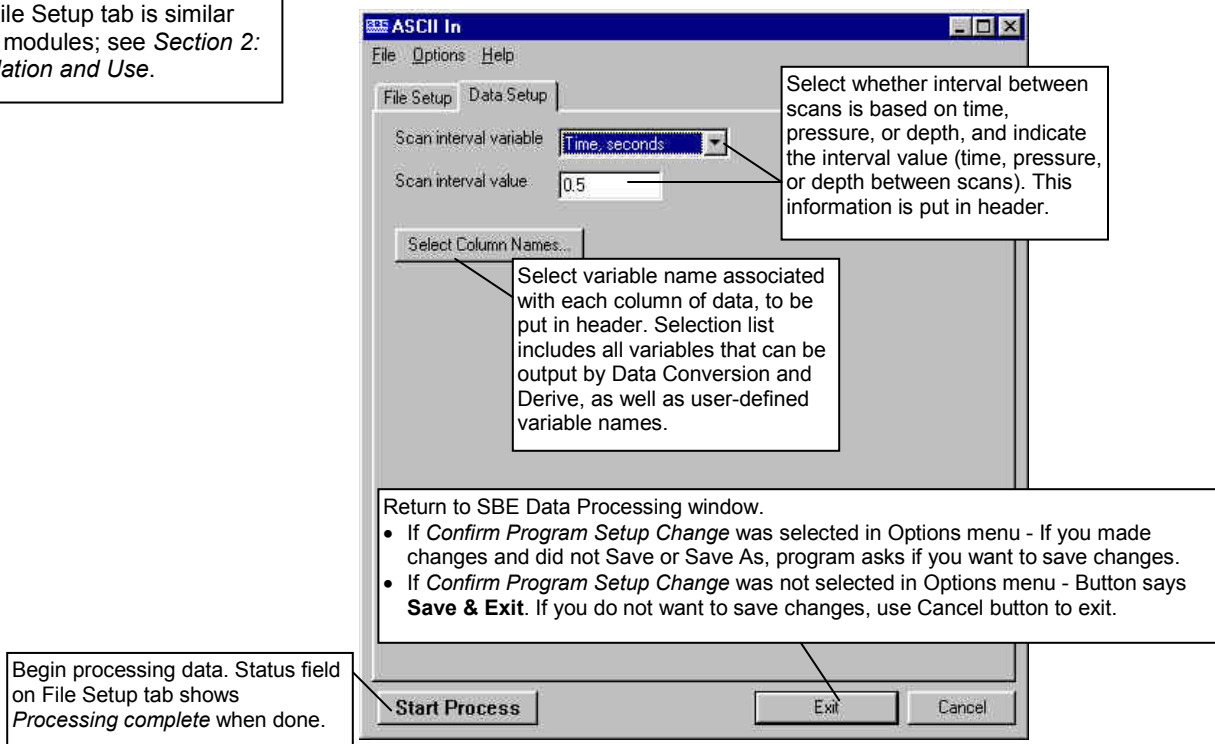 ile Setup tab is similar
modules; see Section 2:
lation and Use.
SBE ASCII In
File Options Help
File Setup Data Setup
Scan interval variable Time, seconds
Scan interval value 0.5
Select Column Names...
Select whether interval between
scans is based on time,
pressure, or depth, and indicate
the interval value (time, pressure,
or depth between scans). This
information is put in header.
Select variable name associated
with each column of data, to be
put in header. Selection list
includes all variables that can be
output by Data Conversion and
Derive, as well as user-defined
variable names.
Return to SBE Data Processing window.
• If Confirm Program Setup Change was selected in Options menu - If you made
changes and did not Save or Save As, program asks if you want to save changes.
• If Confirm Program Setup Change was not selected in Options menu - Button says
Save & Exit. If you do not want to save changes, use Cancel button to exit.
Begin processing data. Status field
on File Setup tab shows
Processing complete when done.
Start Process Exit Cancel